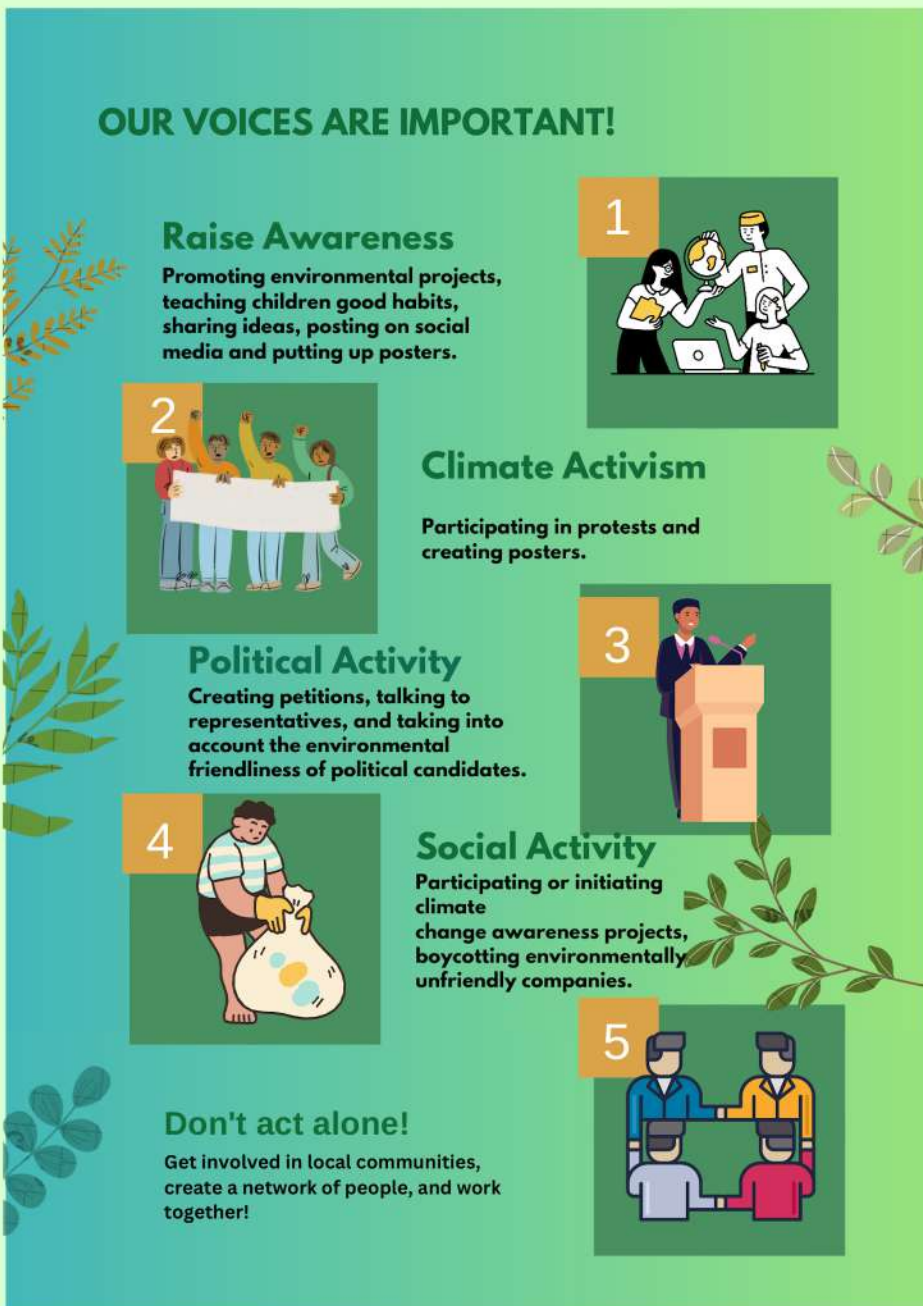 OUR VOICES ARE IMPORTANT!
1
Raise Awareness
Promoting environmental projects,
teaching children good habits,
sharing ideas, posting on social
media and putting up posters.
2
Climate Activism
Participating in protests and
creating posters.
3
Political Activity
Creating petitions, talking to
representatives, and taking into
account the environmental
friendliness of political candidates.
4
Social Activity
Participating or initiating
climate
change awareness projects,
boycotting environmentally
unfriendly companies.
5
Don't act alone!
Get involved in local communities,
create a network of people, and work
together!